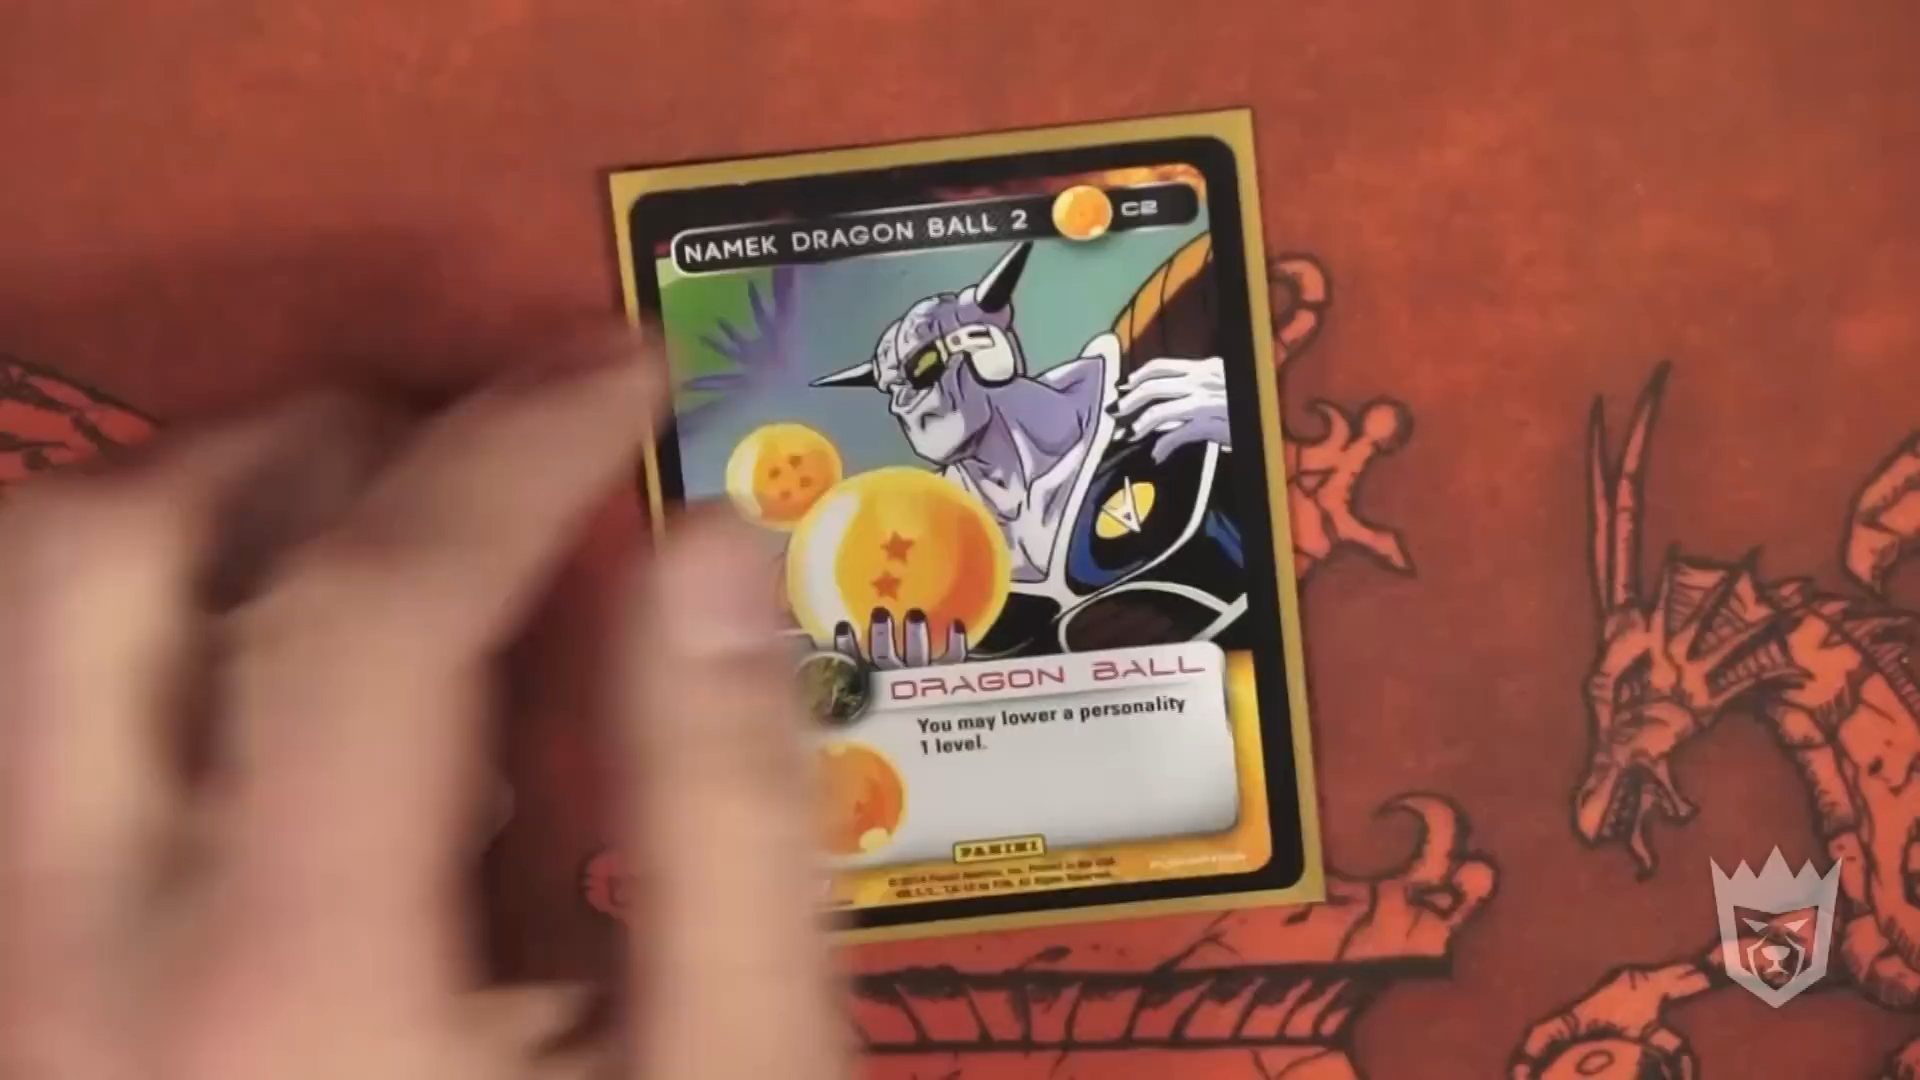 NAMEK DRAGON BALL 2
C2
DRAGON BALL
You may lower a personality
1 level.
PANINI